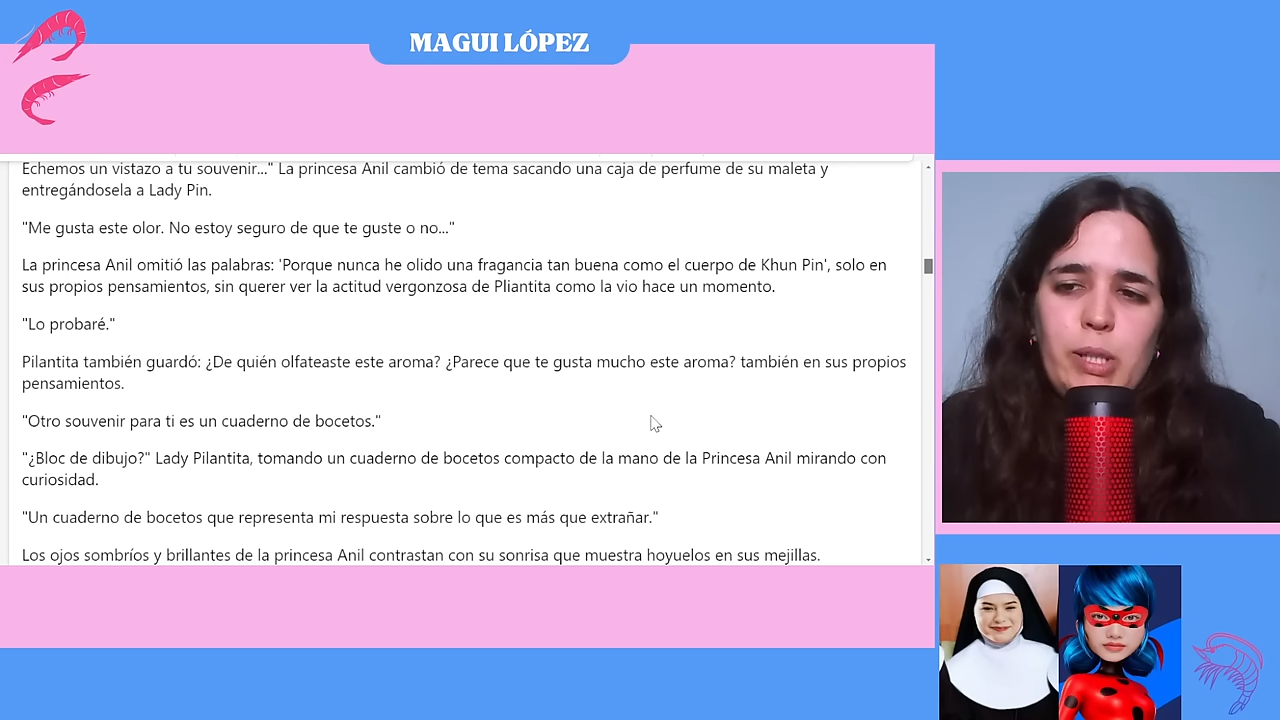 MAGUI LÓPEZ
Echemos un vistazo a tu souvenir..." La princesa Anil cambió de tema sacando una caja de perfume de su maleta y
entregándosela a Lady Pin.
"Me gusta este olor. No estoy seguro de que te guste o no..."
La princesa Anil omitió las palabras: 'Porque nunca he olido una fragancia tan buena como el cuerpo de Khun Pin', solo en
sus propios pensamientos, sin querer ver la actitud vergonzosa de Pliantita como la vio hace un momento.
"Lo probaré."
Pilantita también guardó: ¿De quién olfateaste este aroma? ¿Parece que te gusta mucho este aroma? también en sus propios
pensamientos.
"Otro souvenir para ti es un cuaderno de bocetos."
"¿Bloc de dibujo?" Lady Pilantita, tomando un cuaderno de bocetos compacto de la mano de la Princesa Anil mirando con
curiosidad.
"Un cuaderno de bocetos que representa mi respuesta sobre lo que es más que extrañar."
Los ojos sombríos y brillantes de la princesa Anil contrastan con su sonrisa que muestra hoyuelos en sus mejillas.